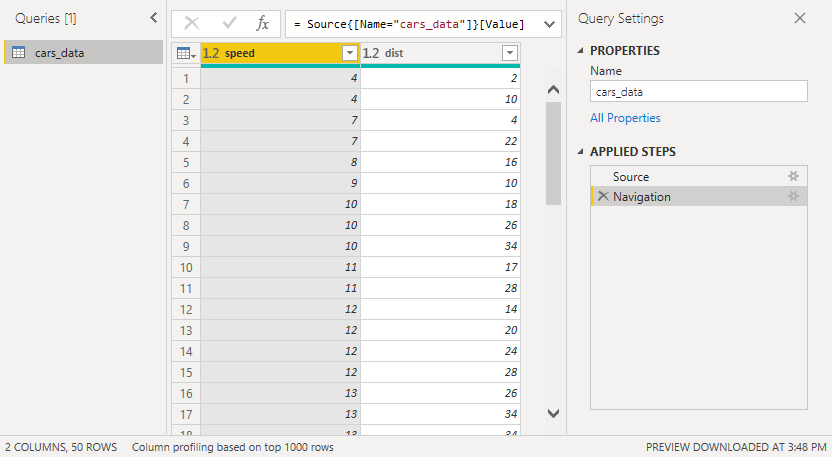 Queries [1]
cars_data
fx
= Source{[Name="cars_data"]}[Value]
1.2 speed 1.2 dist
1 4 2
2 4 10
3 7 4
4 7 22
5 8 16
6 9 10
7 10 18
8 10 26
9 10 34
10 11 17
11 11 28
12 12 14
13 12 20
14 12 24
15 12 28
16 13 26
17 13 34
18 13 34
Query Settings
PROPERTIES
Name
cars_data
All Properties
APPLIED STEPS
Source
Navigation
2 COLUMNS, 50 ROWS Column profiling based on top 1000 rows PREVIEW DOWNLOADED AT 3:48 PM